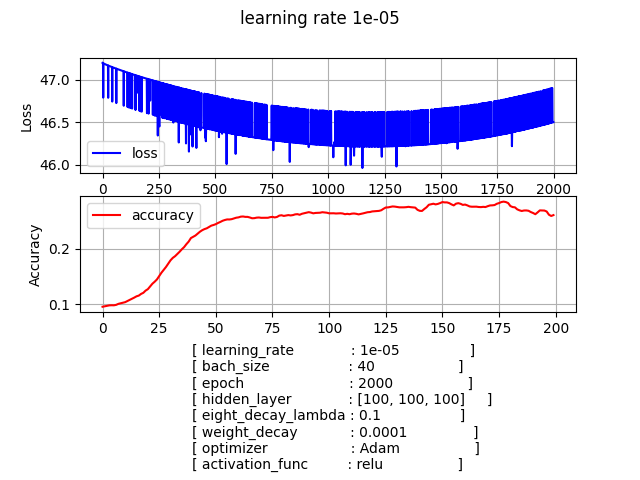 learning rate 1e-05
47.0
46.5
46.0
Loss
loss
0 250 500 750 1000 1250 1500 1750 2000
0.2
0.1
Accuracy
accuracy
0 25 50 75 100 125 150 175 200
[ learning_rate : 1e-05 ]
[ bach_size : 40 ]
[ epoch : 2000 ]
[ hidden_layer : [100, 100, 100] ]
[ eight_decay_lambda : 0.1 ]
[ weight_decay : 0.0001 ]
[ optimizer : Adam ]
[ activation_func : relu ]